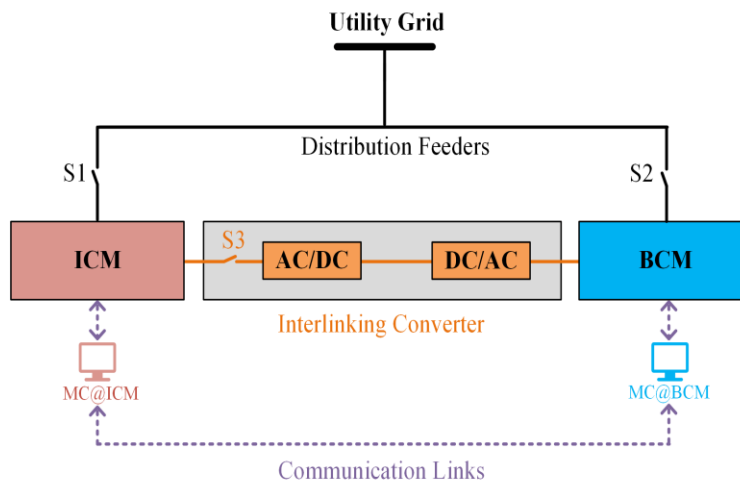 Utility Grid
Distribution Feeders
S1
S2
ICM
S3
AC/DC
DC/AC
BCM
Interlinking Converter
MC@ICM
MC@BCM
Communication Links